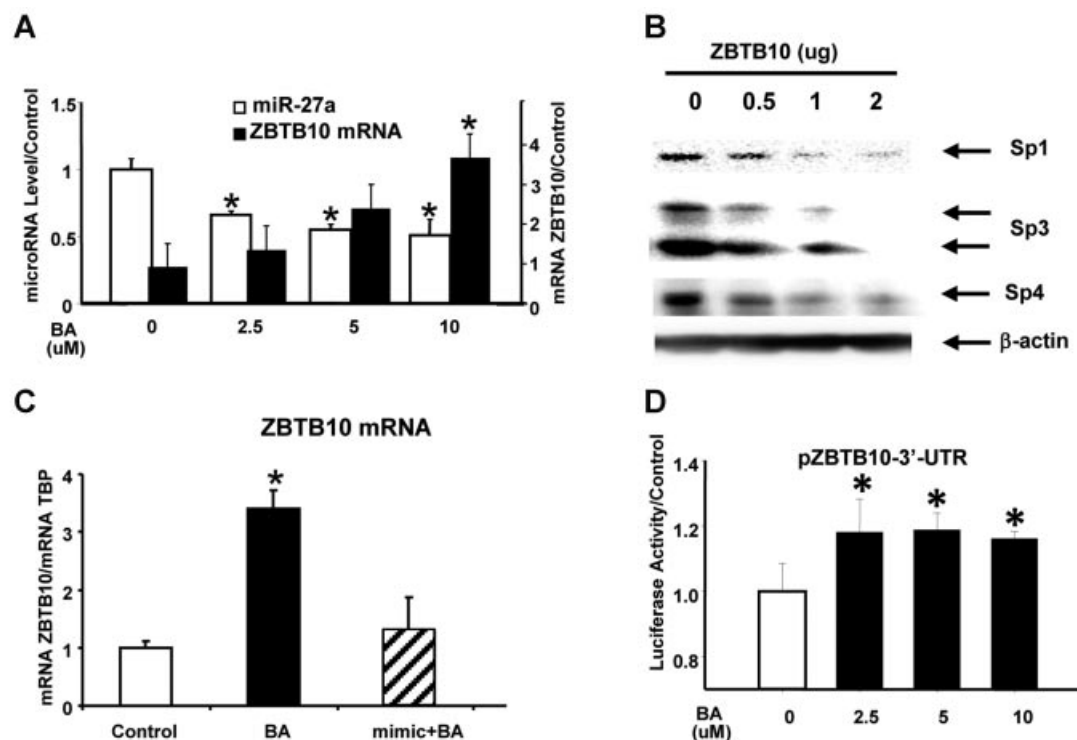 A
miR-27a
ZBTB10 mRNA
microRNA Level/Control
1.5
1
0.5
0
mRNA ZBTB10/Control
4
3
2
1
0
*
*
*
*
BA
(uM)
0 2.5 5 10
B
ZBTB10 (ug)
0 0.5 1 2
Sp1
Sp3
Sp4
β-actin
C
ZBTB10 mRNA
mRNA ZBTB10/mRNA TBP
4
3
2
1
0
*
Control BA mimic+BA
D
pZBTB10-3'-UTR
Luciferase Activity/Control
1.4
1.2
1.0
0.8
* * *
BA
(uM)
0 2.5 5 10